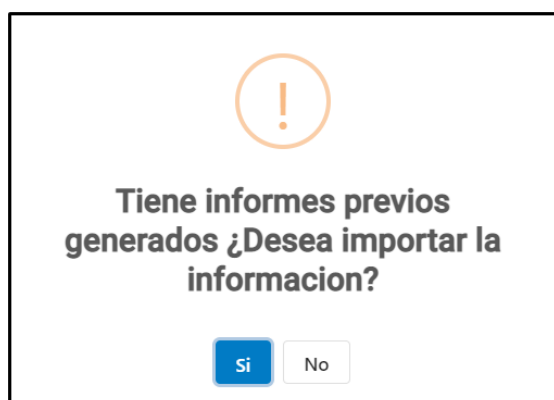 !
Tiene informes previos
generados ¿Desea importar la
informacion?
Si
No